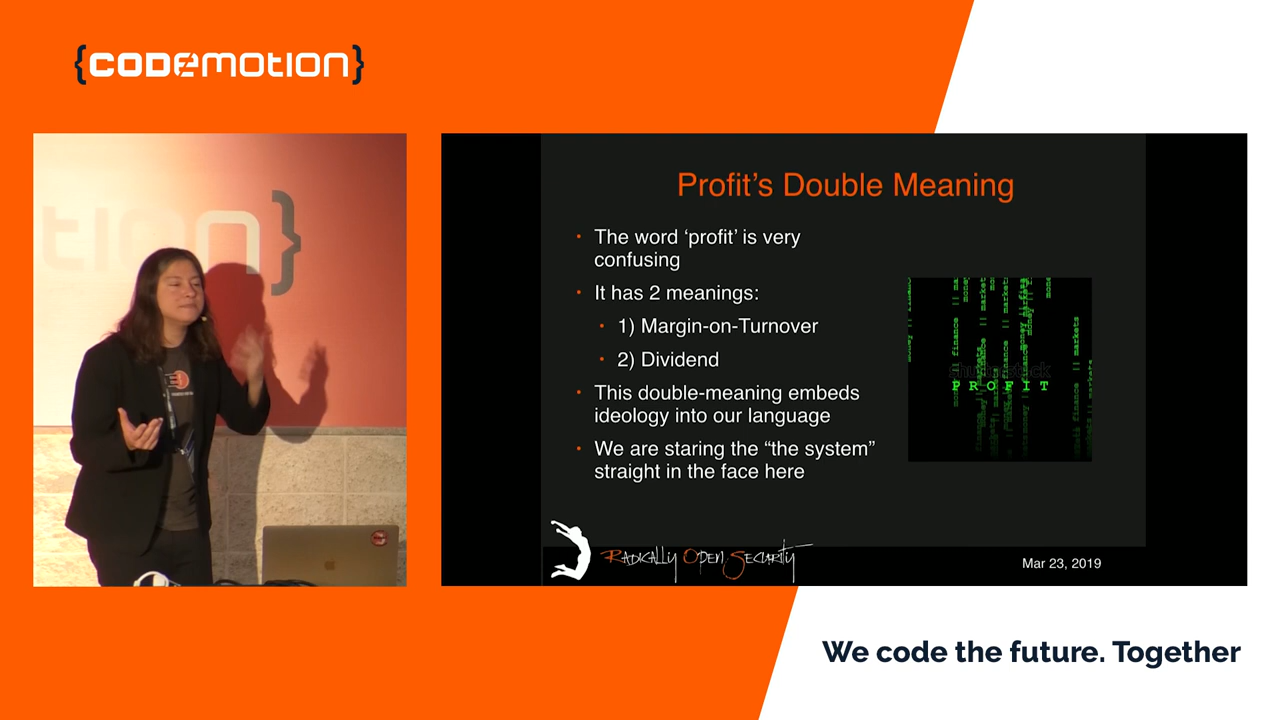 {CODEMOTION}
tion}
Profit's Double Meaning
· The word ‘profit’ is very
confusing
· It has 2 meanings:
· 1) Margin-on-Turnover
· 2) Dividend
· This double-meaning embeds
ideology into our language
· We are staring the “the system”
straight in the face here
PROFIT
RADICALLY OPEN SECURITY
Mar 23, 2019
We code the future. Together